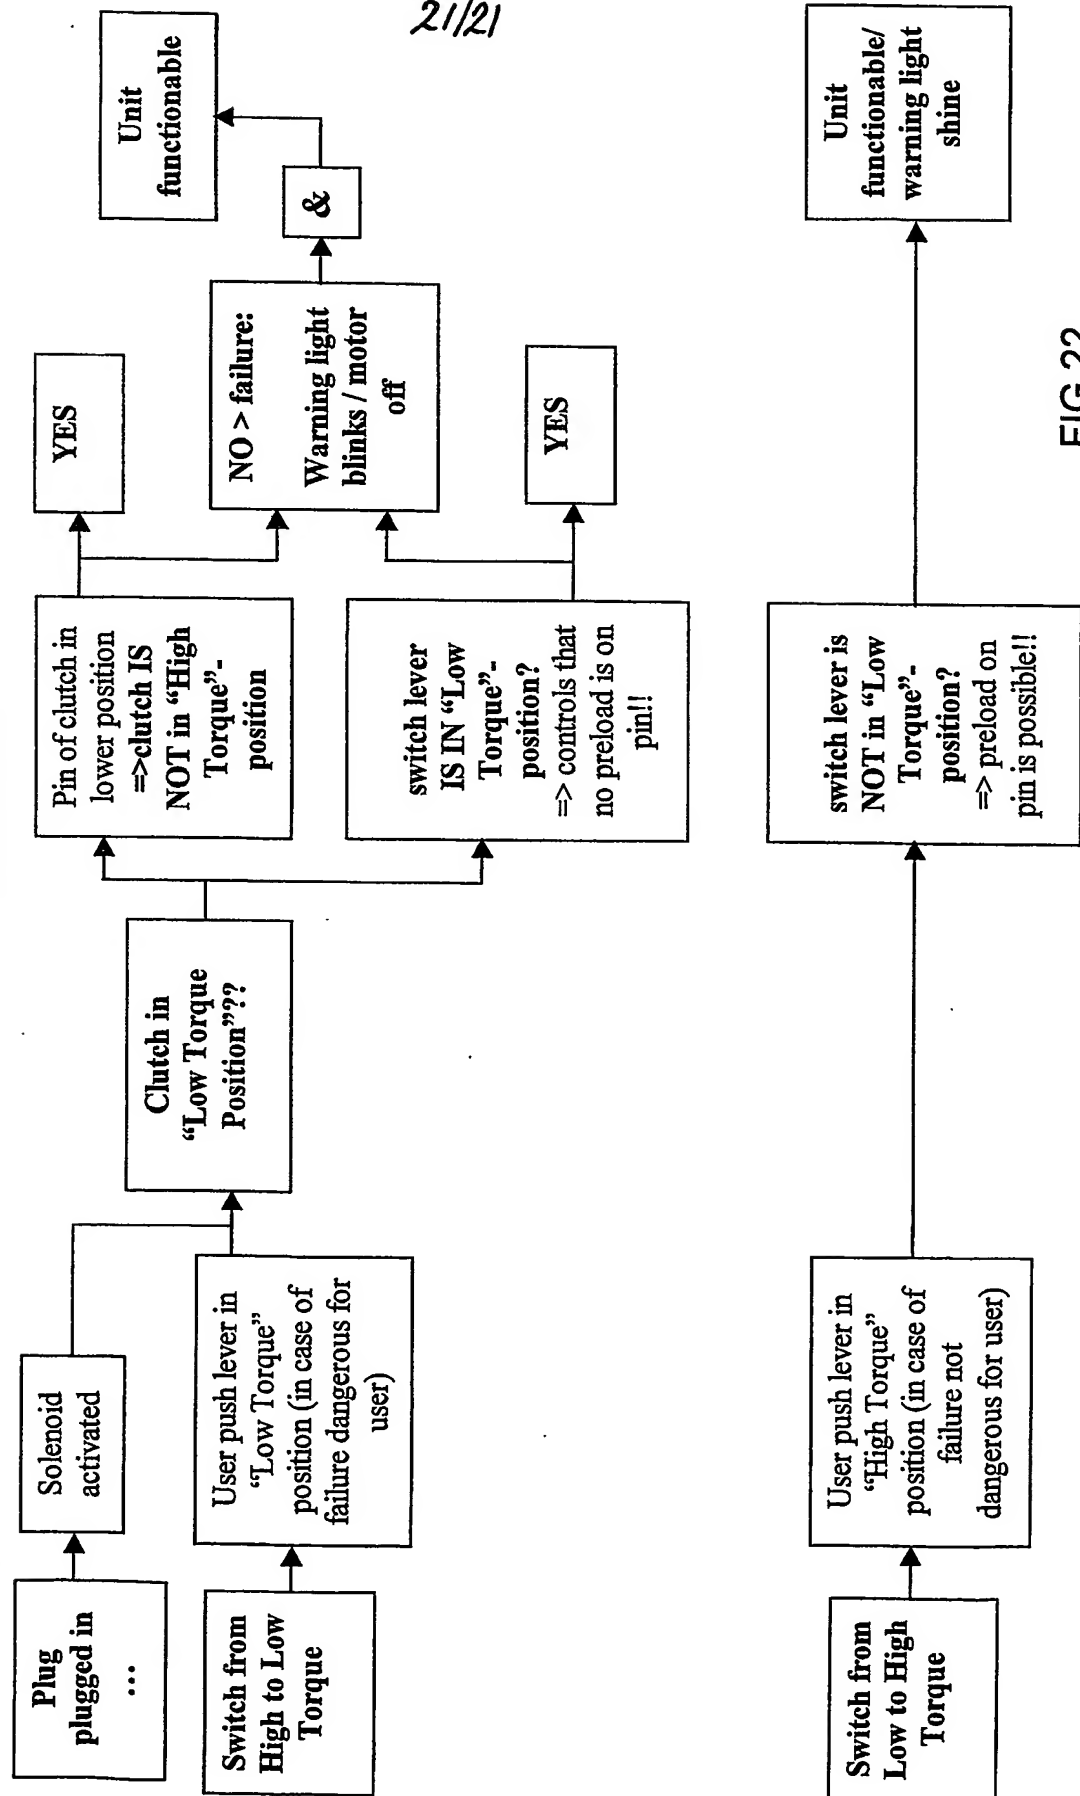 21/21
Plug
plugged in
...
Solenoid
activated
Switch from
High to Low
Torque
User push lever in
“Low Torque”
position (in case of
failure dangerous for
user)
Clutch in
“Low Torque
Position”??
Pin of clutch in
lower position
=>clutch IS
NOT in “High
Torque”-
position
switch lever
IS IN “Low
Torque”-
position?
=> controls that
no preload is on
pin!!
YES
NO > failure:
Warning light
blinks / motor
off
YES
&
Unit
functionable
Switch from
Low to High
Torque
User push lever in
“High Torque”
position (in case of
failure not
dangerous for user)
switch lever is
NOT in “Low
Torque”-
position?
=> preload on
pin is possible!!
Unit
functionable/
warning light
shine
FIG 22